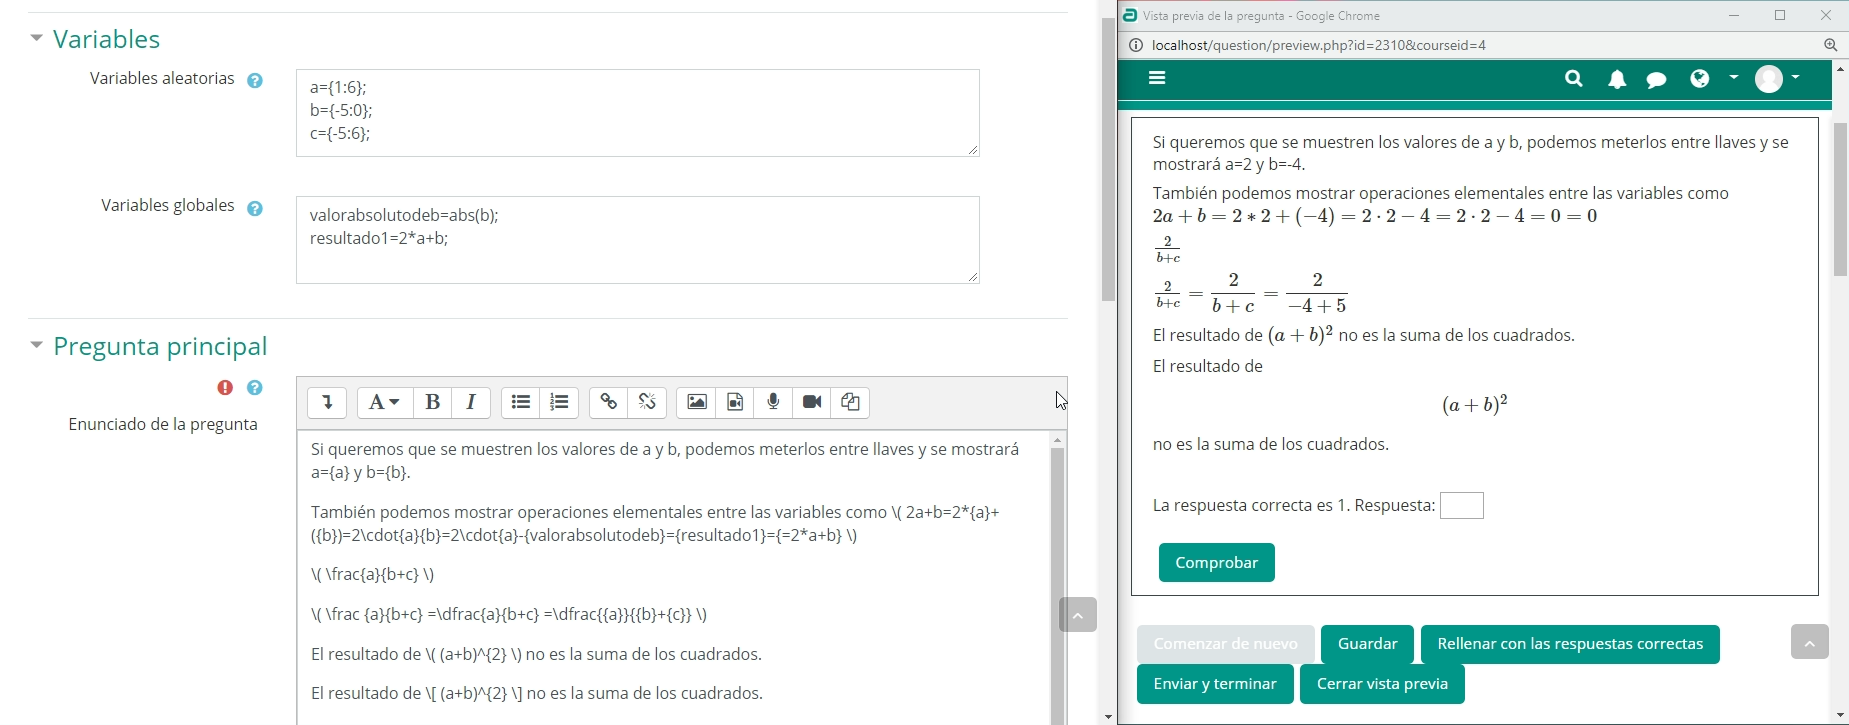 Variables
Variables aleatorias
a={1:6};
b={-5:0};
c={-5:6};
Variables globales
valorabsolutodeb=abs(b);
resultado1=2*a+b;
Pregunta principal
Enunciado de la pregunta
A
B
I
Si queremos que se muestren los valores de a y b, podemos meterlos entre llaves y se mostrará
a={a} y b={b}.
También podemos mostrar operaciones elementales entre las variables como \( 2a+b=2*{a}+
({b})=2\cdot{a}{b}=2\cdot{a}-{valorabsolutodeb}={resultado1}={=2*a+b} \)
\( \frac{a}{b+c} \)
\( \frac {a}{b+c} =\dfrac{a}{b+c} =\dfrac{{a}}{{b}+{c}} \)
El resultado de \( (a+b)^{2} \) no es la suma de los cuadrados.
El resultado de \[ (a+b)^{2} \] no es la suma de los cuadrados.
Vista previa de la pregunta - Google Chrome
localhost/question/preview.php?id=2310&courseid=4
Si queremos que se muestren los valores de a y b, podemos meterlos entre llaves y se
mostrará a=2 y b=-4.
También podemos mostrar operaciones elementales entre las variables como
2a + b = 2 ∗ 2 + (−4) = 2 · 2 − 4 = 2 · 2 − 4 = 0 = 0
2/(b+c)
2/(b+c) = 2/(b + c) = 2/(−4 + 5)
El resultado de (a + b)² no es la suma de los cuadrados.
El resultado de
(a + b)²
no es la suma de los cuadrados.
La respuesta correcta es 1. Respuesta:
Comprobar
Comenzar de nuevo
Guardar
Rellenar con las respuestas correctas
Enviar y terminar
Cerrar vista previa